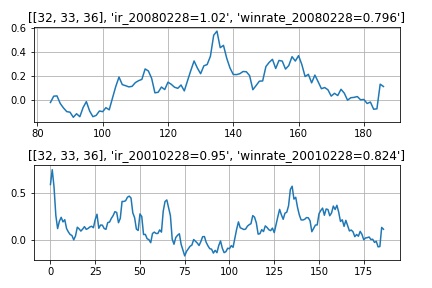 [[32, 33, 36], 'ir_20080228=1.02', 'winrate_20080228=0.796']
0.6
0.4
0.2
0.0
80 100 120 140 160 180
[[32, 33, 36], 'ir_20010228=0.95', 'winrate_20010228=0.824']
0.5
0.0
0 25 50 75 100 125 150 175